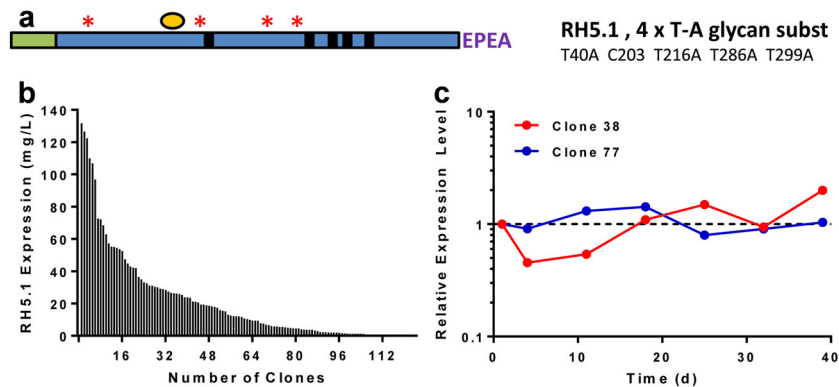 a
* * * *
EPEA
RH5.1 , 4 x T-A glycan subst
T40A C203 T216A T286A T299A
b
140
120
100
80
60
40
20
0
RH5.1 Expression (mg/L)
16 32 48 64 80 96 112
Number of Clones
c
10
1
0.1
Relative Expression Level
Clone 38
Clone 77
0 10 20 30 40
Time (d)